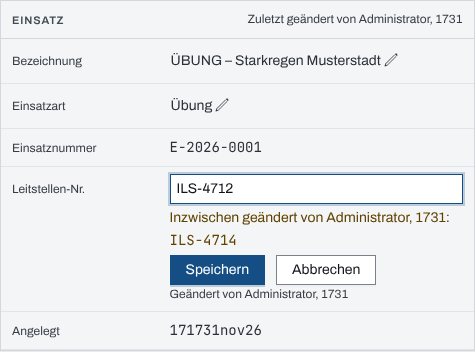 EINSATZ
Zuletzt geändert von Administrator, 1731
Bezeichnung
ÜBUNG – Starkregen Musterstadt
Einsatzart
Übung
Einsatznummer
E-2026-0001
Leitstellen-Nr.
ILS-4712
Inzwischen geändert von Administrator, 1731:
ILS-4714
Speichern
Abbrechen
Geändert von Administrator, 1731
Angelegt
171731nov26